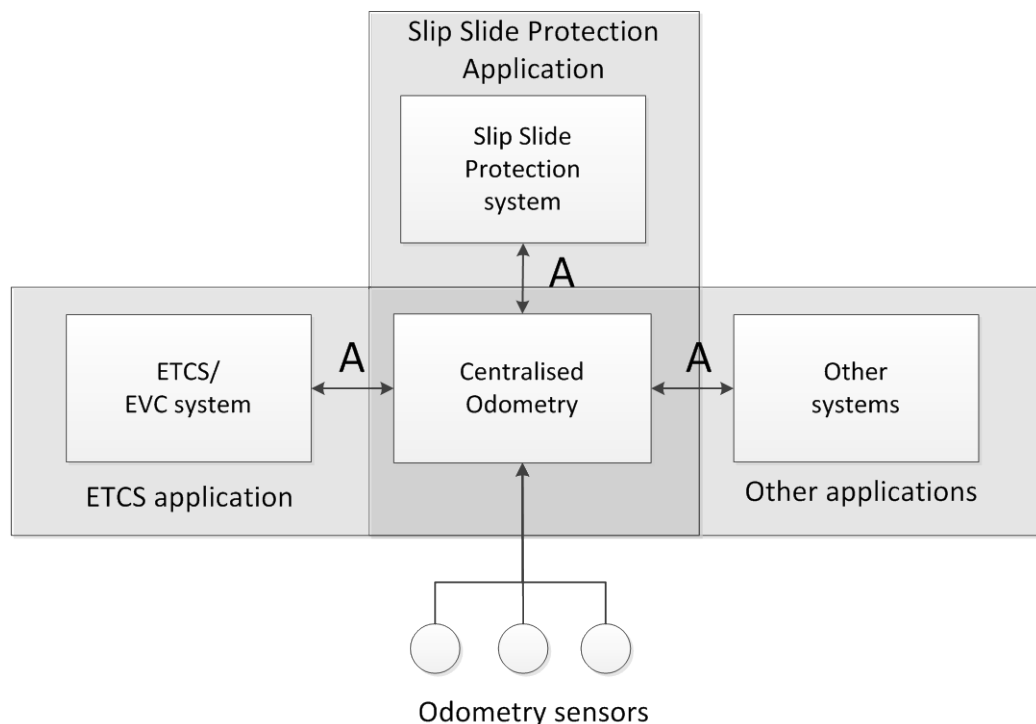 Slip Slide Protection
Application
Slip Slide
Protection
system
A
ETCS/
EVC system
A
Centralised
Odometry
A
Other
systems
ETCS application
Other applications
Odometry sensors